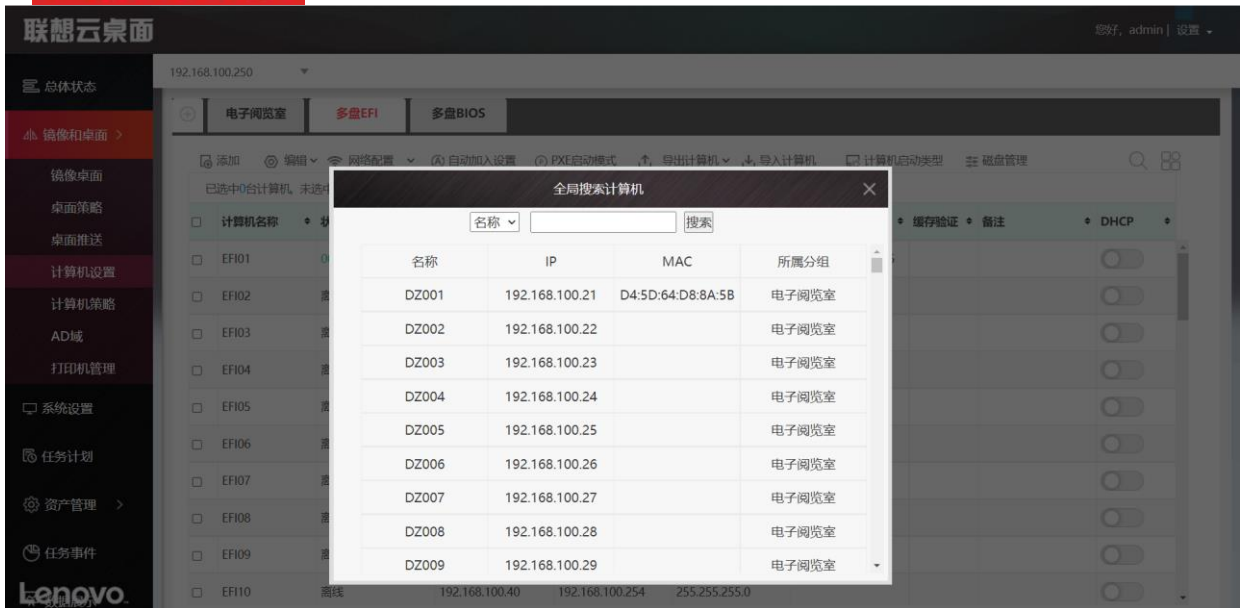 联想云桌面
您好，admin | 设置
总体状态
192.168.100.250
镜像和桌面
电子阅览室 多盘EFI 多盘BIOS
添加 编辑 网络配置 自动加入设置 PXE启动模式 导出计算机 导入计算机 计算机启动类型 磁盘管理
镜像桌面
已选中0台计算机, 未选中
全局搜索计算机
桌面策略
计算机名称 名称 搜索 缓存验证 备注 DHCP
桌面推送
名称 IP MAC 所属分组
EFI01
计算机设置
DZ001 192.168.100.21 D4:5D:64:D8:8A:5B 电子阅览室
EFI02
计算机策略
DZ002 192.168.100.22 电子阅览室
EFI03
AD域
DZ003 192.168.100.23 电子阅览室
EFI04
打印机管理
DZ004 192.168.100.24 电子阅览室
EFI05
系统设置
DZ005 192.168.100.25 电子阅览室
EFI06
任务计划
DZ006 192.168.100.26 电子阅览室
EFI07
资产管理
DZ007 192.168.100.27 电子阅览室
EFI08
DZ008 192.168.100.28 电子阅览室
EFI09
任务事件
DZ009 192.168.100.29 电子阅览室
Lenovo
EFI10 离线 192.168.100.40 192.168.100.254 255.255.255.0